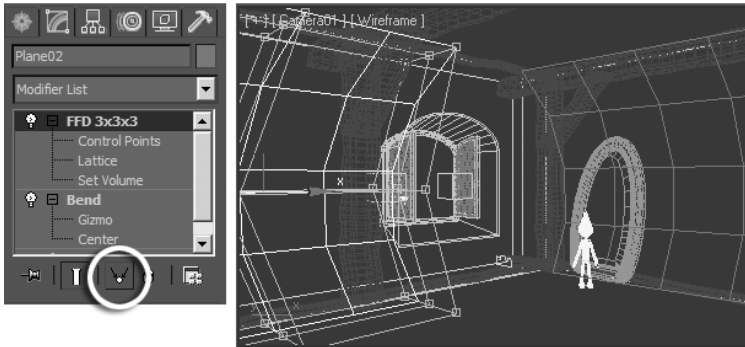 Plane02
Modifier List
FFD 3x3x3
Control Points
Lattice
Set Volume
Bend
Gizmo
Center
[ + ] [ Camera01 ] [ Wireframe ]
x